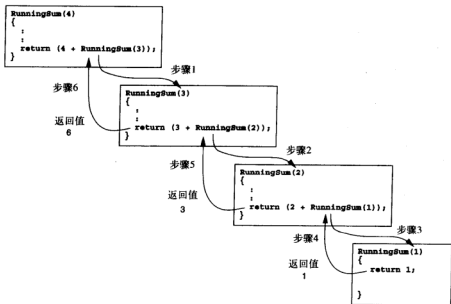 RunningSum(4)
{
:
:
return (4 + RunningSum(3));
}
步骤1
步骤6
返回值
6
RunningSum(3)
{
:
:
return (3 + RunningSum(2));
}
步骤2
步骤5
返回值
3
RunningSum(2)
{
:
:
return (2 + RunningSum(1));
}
步骤3
步骤4
返回值
1
RunningSum(1)
{
return 1;
}